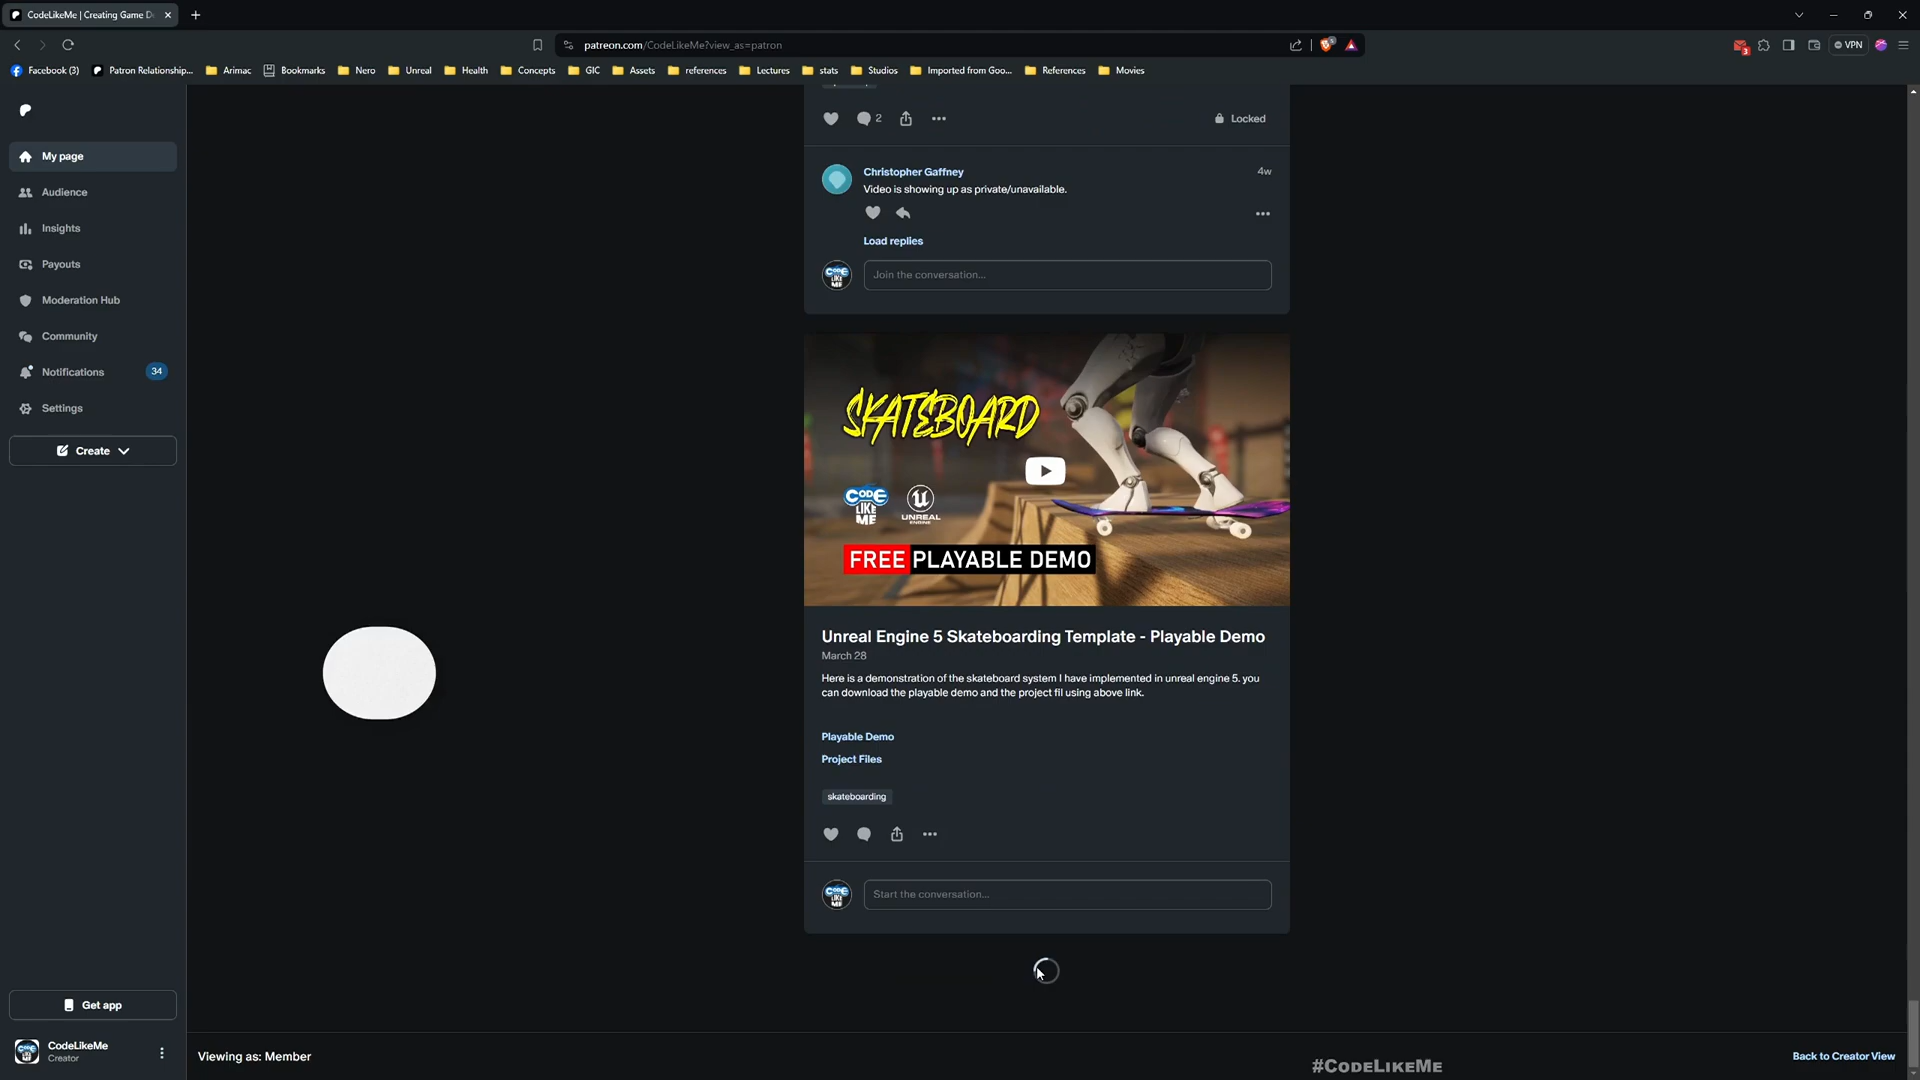 CodeLikeMe | Creating Game D
patreon.com/CodeLikeMe?view_as=patron
VPN
Facebook (3)
Patron Relationship...
Arimac
Bookmarks
Nero
Unreal
Health
Concepts
GIC
Assets
references
Lectures
stats
Studios
Imported from Goo...
References
Movies
My page
Audience
Insights
Payouts
Moderation Hub
Community
Notifications
34
Settings
Create
Get app
CodeLikeMe
Creator
2
Locked
Christopher Gaffney
4w
Video is showing up as private/unavailable.
Load replies
Join the conversation...
SKATEBOARD
CODE LIKE ME
UNREAL ENGINE
FREE PLAYABLE DEMO
Unreal Engine 5 Skateboarding Template - Playable Demo
March 28
Here is a demonstration of the skateboard system I have implemented in unreal engine 5. you
can download the playable demo and the project fil using above link.
Playable Demo
Project Files
skateboarding
Start the conversation...
Viewing as: Member
Back to Creator View
#CodeLikeMe